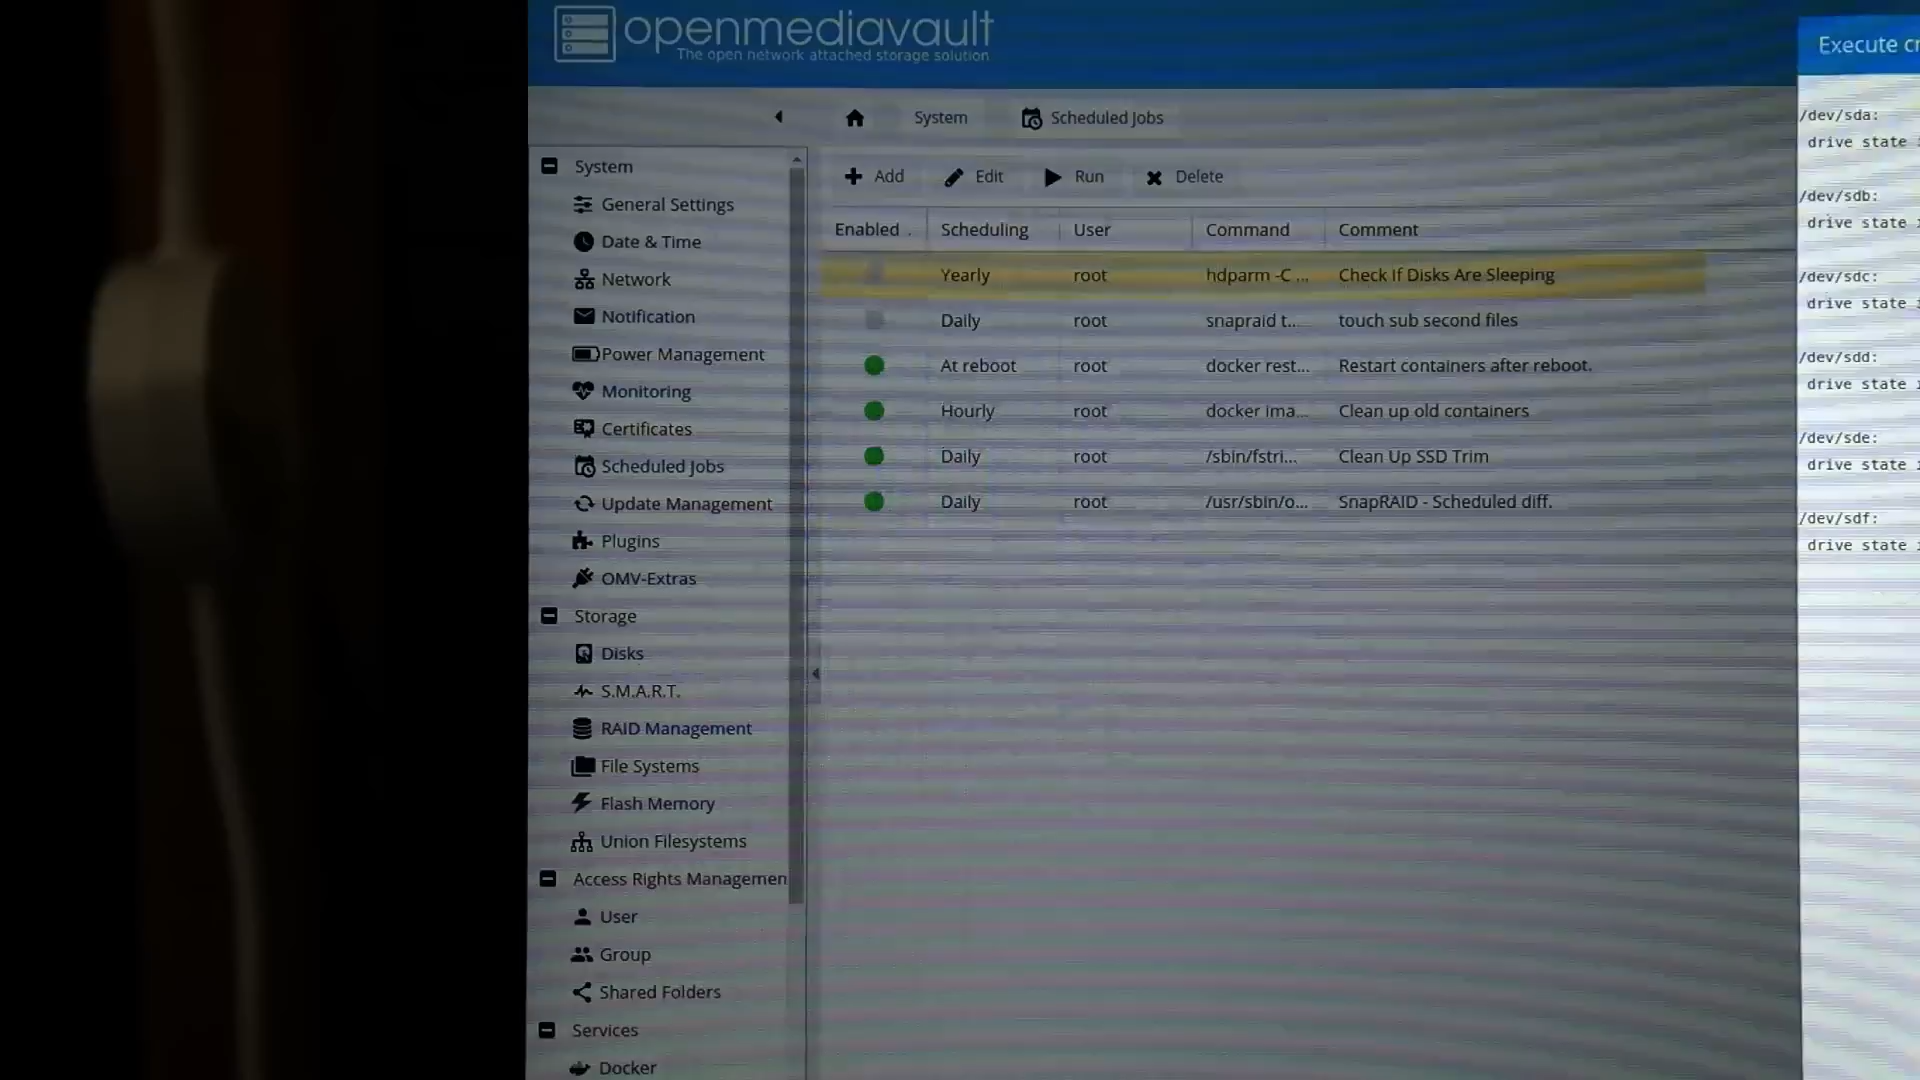 openmediavault
The open network attached storage solution
Execute
System
Scheduled Jobs
Add
Edit
Run
Delete
Enabled
Scheduling
User
Command
Comment
Yearly
root
hdparm -C ...
Check If Disks Are Sleeping
Daily
root
snapraid t...
touch sub second files
At reboot
root
docker rest...
Restart containers after reboot.
Hourly
root
docker ima...
Clean up old containers
Daily
root
/sbin/fstri...
Clean Up SSD Trim
Daily
root
/usr/sbin/o...
SnapRAID - Scheduled diff.
System
General Settings
Date & Time
Network
Notification
Power Management
Monitoring
Certificates
Scheduled Jobs
Update Management
Plugins
OMV-Extras
Storage
Disks
S.M.A.R.T.
RAID Management
File Systems
Flash Memory
Union Filesystems
Access Rights Managemen
User
Group
Shared Folders
Services
Docker
/dev/sda:
drive state
/dev/sdb:
drive state
/dev/sdc:
drive state
/dev/sdd:
drive state
/dev/sde:
drive state
/dev/sdf:
drive state